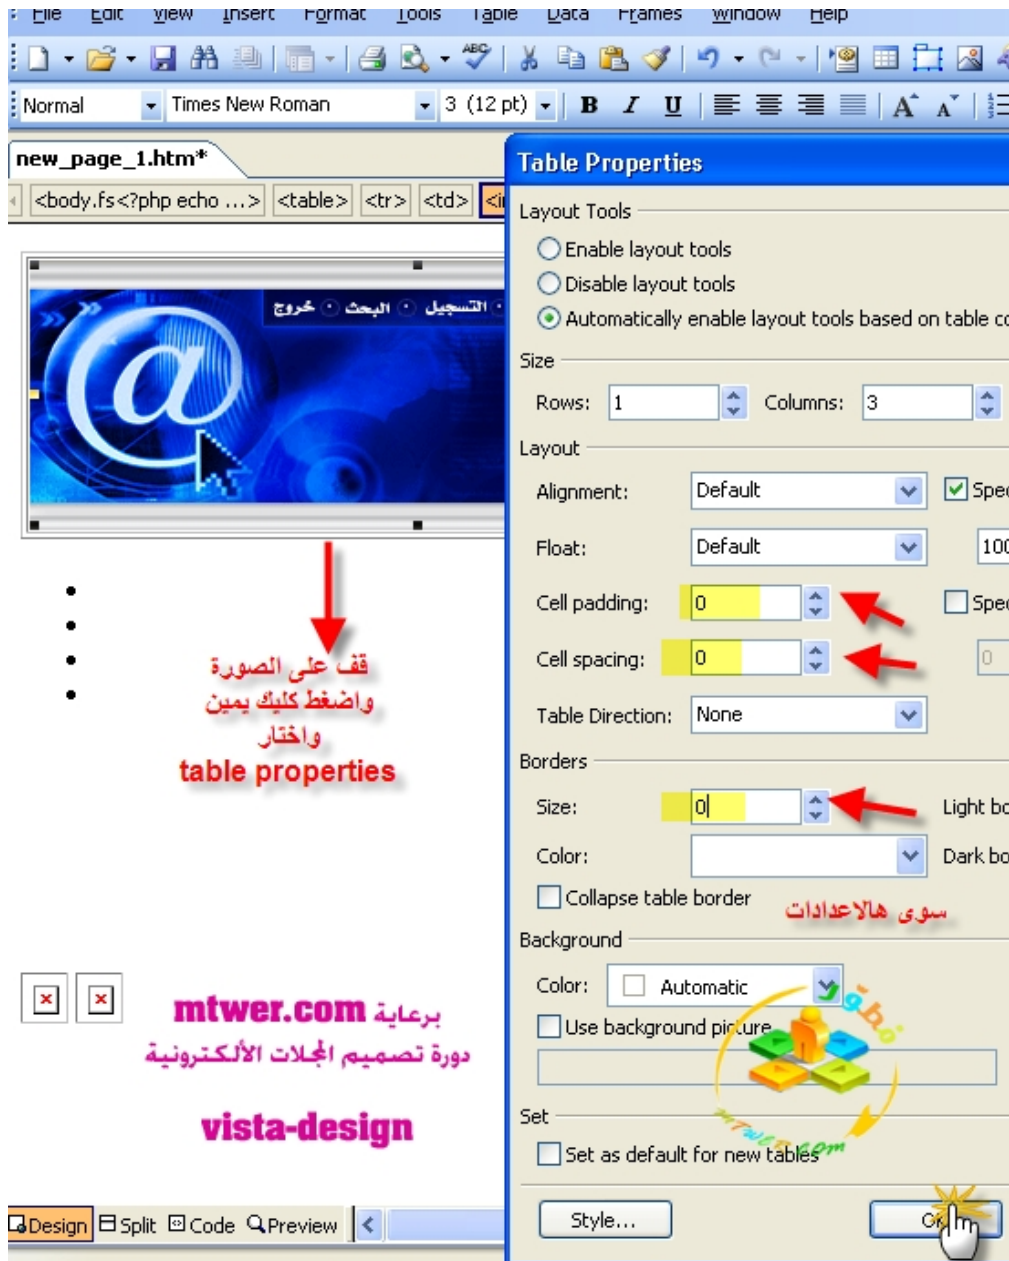 File Edit View Insert Format Tools Table Data Frames Window Help
ABC
Normal Times New Roman 3 (12 pt) B I U A A
new_page_1.htm*
<body.fs<?php echo ...> <table> <tr> <td>
التسجيل البحث خروج
@
قف على الصورة
واضغط كليك يمين
واختار
table properties
برعاية mtwer.com
دورة تصميم المجلات الألكترونية
vista-design
Design Split Code Preview
Table Properties
Layout Tools
Enable layout tools
Disable layout tools
Automatically enable layout tools based on table
Size
Rows: 1 Columns: 3
Layout
Alignment: Default
Float: Default 100
Cell padding: 0
Cell spacing: 0 0
Table Direction: None
Borders
Size: 0 Light
Color: Dark
Collapse table border
سوى هالاعدادات
Background
Color: Automatic
Use background picture
mTwer.com
Set
Set as default for new tables
Style... OK